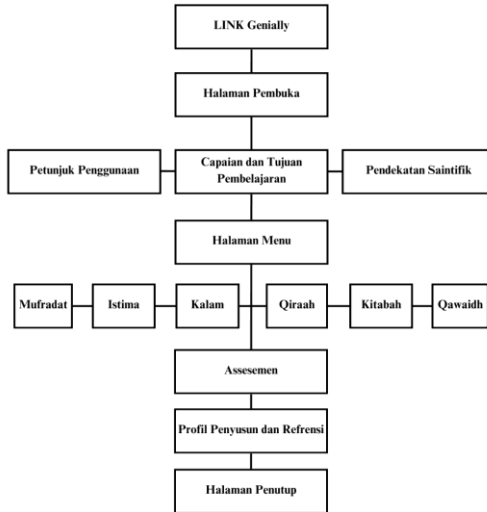 LINK Genially
Halaman Pembuka
Petunjuk Penggunaan
Capaian dan Tujuan
Pembelajaran
Pendekatan Saintifik
Halaman Menu
Mufradat
Istima
Kalam
Qiraah
Kitabah
Qawaidh
Assesemen
Profil Penyusun dan Refrensi
Halaman Penutup